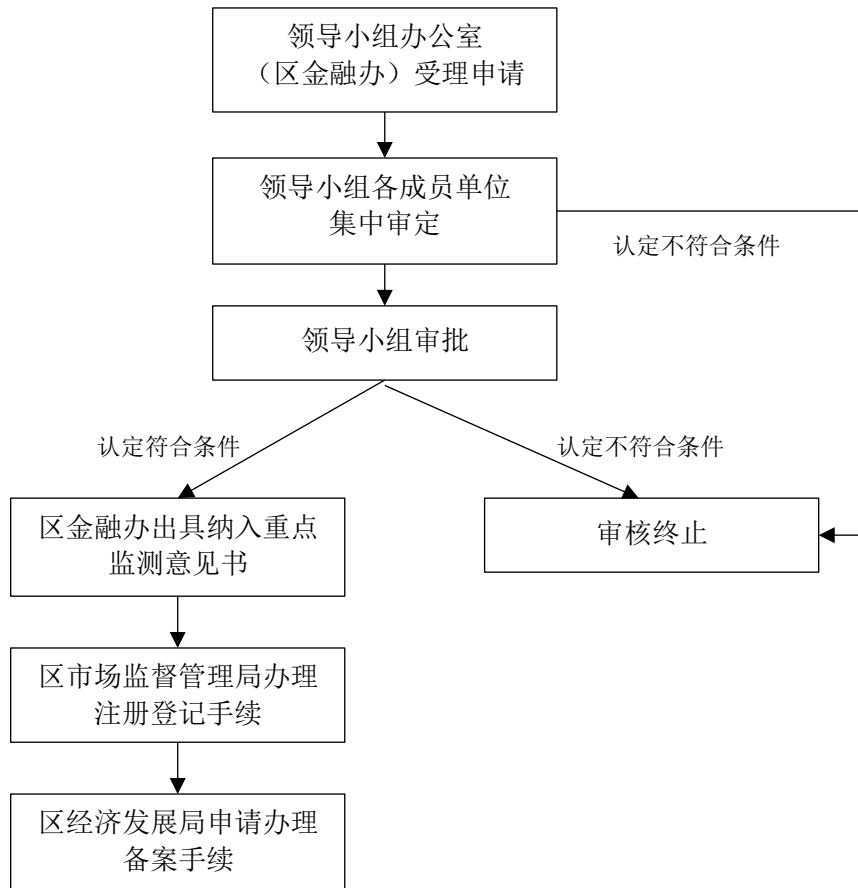 领导小组办公室
（区金融办）受理申请
领导小组各成员单位
集中审定
认定不符合条件
领导小组审批
认定符合条件
认定不符合条件
区金融办出具纳入重点
监测意见书
审核终止
区市场监督管理局办理
注册登记手续
区经济发展局申请办理
备案手续